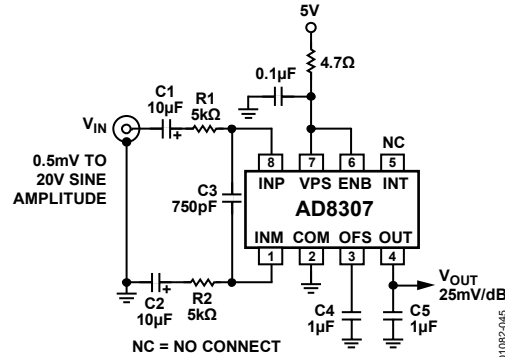 5V
4.7Ω
0.1µF
C1
10µF
R1
5kΩ
NC
VIN
0.5mV TO
20V SINE
AMPLITUDE
8 7 6 5
INP VPS ENB INT
C3
750pF
AD8307
INM COM OFS OUT
1 2 3 4
VOUT
25mV/dB
C2
10µF
R2
5kΩ
C4
1µF
C5
1µF
NC = NO CONNECT